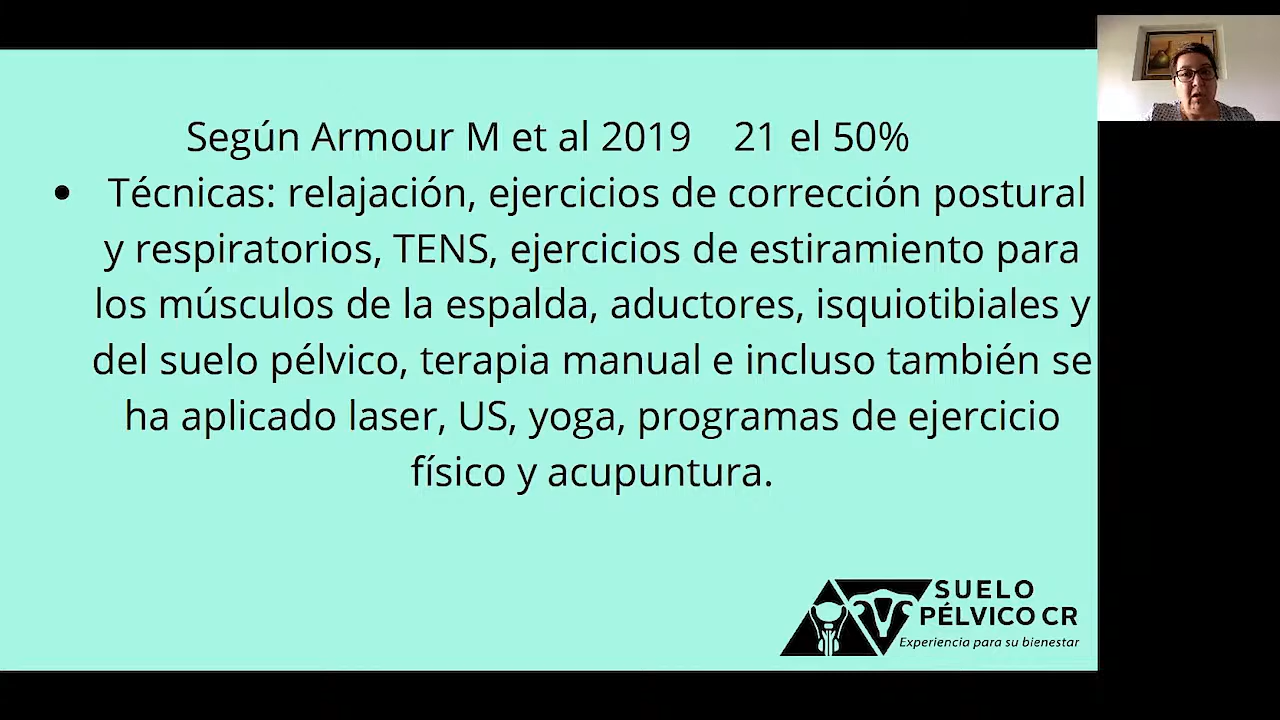 Según Armour M et al 2019 21 el 50%
• Técnicas: relajación, ejercicios de corrección postural
y respiratorios, TENS, ejercicios de estiramiento para
los músculos de la espalda, aductores, isquiotibiales y
del suelo pélvico, terapia manual e incluso también se
ha aplicado laser, US, yoga, programas de ejercicio
físico y acupuntura.
SUELO
PÉLVICO CR
Experiencia para su bienestar